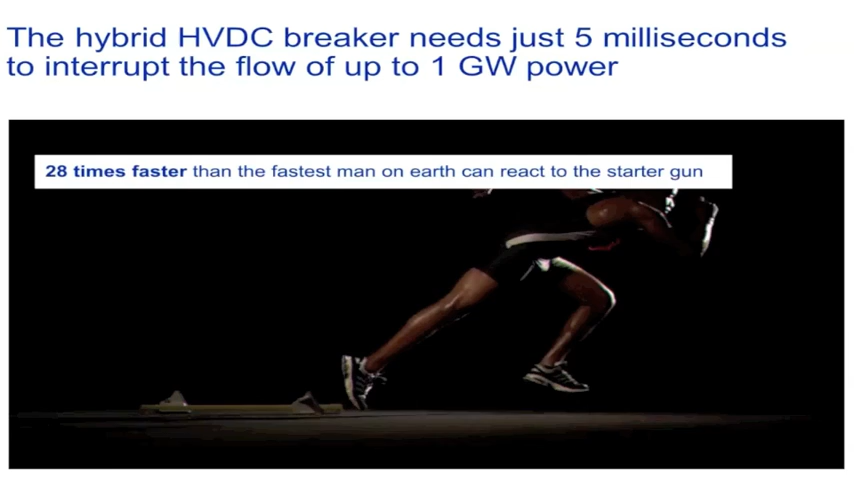 The hybrid HVDC breaker needs just 5 milliseconds
to interrupt the flow of up to 1 GW power
28 times faster than the fastest man on earth can react to the starter gun